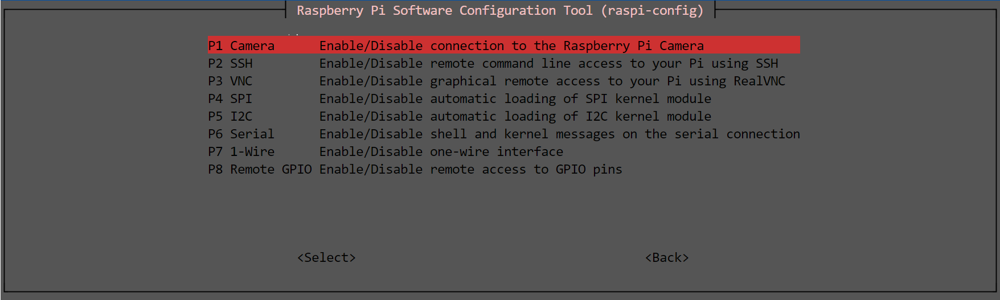 Raspberry Pi Software Configuration Tool (raspi-config)
P1 Camera Enable/Disable connection to the Raspberry Pi Camera
P2 SSH Enable/Disable remote command line access to your Pi using SSH
P3 VNC Enable/Disable graphical remote access to your Pi using RealVNC
P4 SPI Enable/Disable automatic loading of SPI kernel module
P5 I2C Enable/Disable automatic loading of I2C kernel module
P6 Serial Enable/Disable shell and kernel messages on the serial connection
P7 1-Wire Enable/Disable one-wire interface
P8 Remote GPIO Enable/Disable remote access to GPIO pins
<Select> <Back>